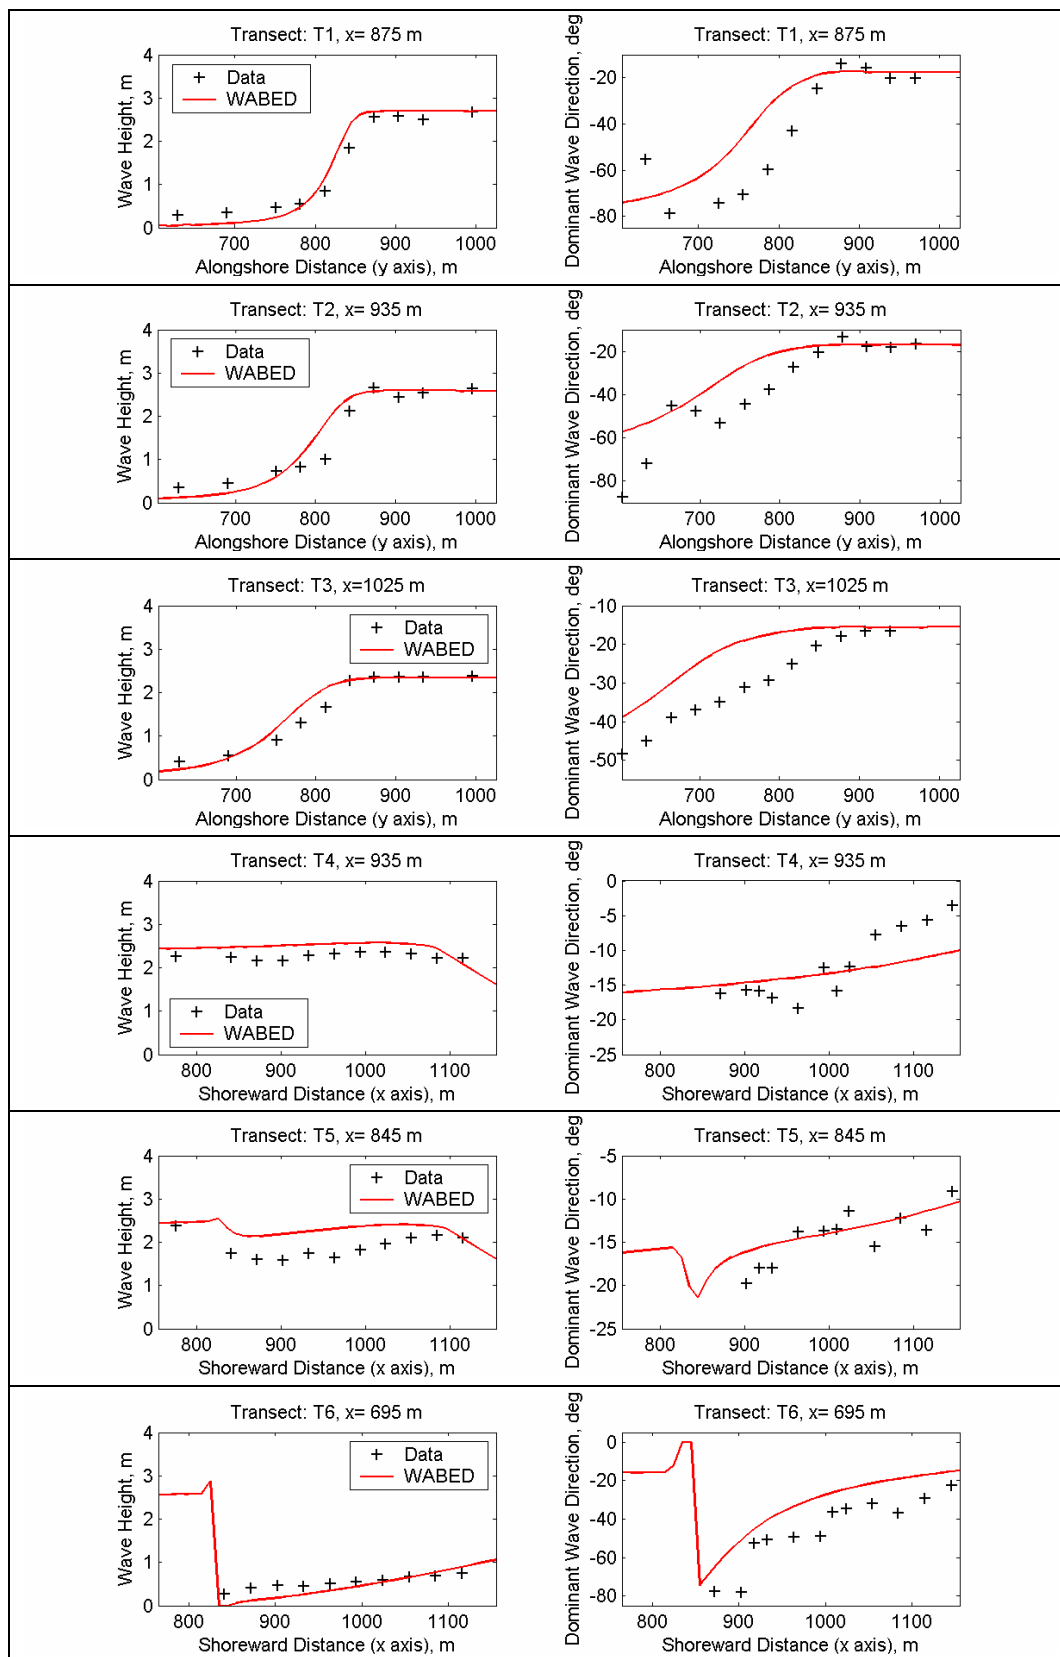 Transect: T1, x= 875 m
4
3
2
1
0
Wave Height, m
Data
WABED
700 800 900 1000
Alongshore Distance (y axis), m
Transect: T1, x= 875 m
-20
-40
-60
-80
Dominant Wave Direction, deg
700 800 900 1000
Alongshore Distance (y axis), m
Transect: T2, x= 935 m
4
3
2
1
0
Wave Height, m
Data
WABED
700 800 900 1000
Alongshore Distance (y axis), m
Transect: T2, x= 935 m
-20
-40
-60
-80
Dominant Wave Direction, deg
700 800 900 1000
Alongshore Distance (y axis), m
Transect: T3, x=1025 m
4
3
2
1
0
Wave Height, m
Data
WABED
700 800 900 1000
Alongshore Distance (y axis), m
Transect: T3, x=1025 m
-10
-20
-30
-40
-50
Dominant Wave Direction, deg
700 800 900 1000
Alongshore Distance (y axis), m
Transect: T4, x= 935 m
4
3
2
1
0
Wave Height, m
Data
WABED
800 900 1000 1100
Shoreward Distance (x axis), m
Transect: T4, x= 935 m
0
-5
-10
-15
-20
-25
Dominant Wave Direction, deg
800 900 1000 1100
Shoreward Distance (x axis), m
Transect: T5, x= 845 m
4
3
2
1
0
Wave Height, m
Data
WABED
800 900 1000 1100
Shoreward Distance (x axis), m
Transect: T5, x= 845 m
-5
-10
-15
-20
-25
Dominant Wave Direction, deg
800 900 1000 1100
Shoreward Distance (x axis), m
Transect: T6, x= 695 m
4
3
2
1
0
Wave Height, m
Data
WABED
800 900 1000 1100
Shoreward Distance (x axis), m
Transect: T6, x= 695 m
0
-20
-40
-60
-80
Dominant Wave Direction, deg
800 900 1000 1100
Shoreward Distance (x axis), m